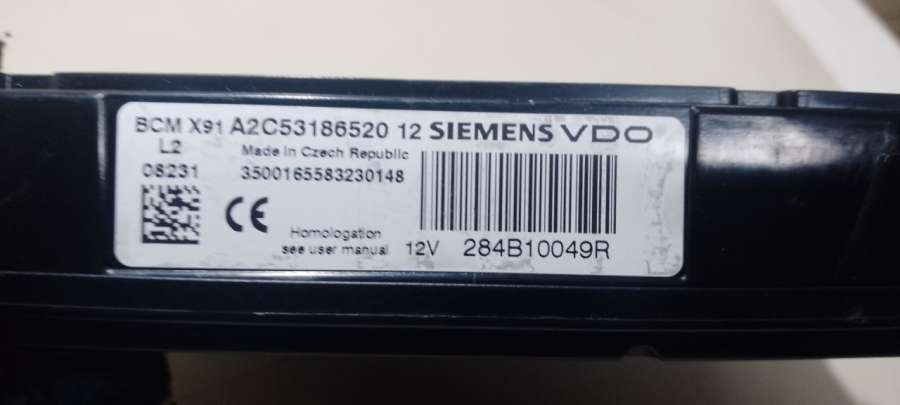 BCM X91 A2C53186520 12 SIEMENS VDO
L2 Made in Czech Republic
08231 3500165583230148
CE
Homologation
see user manual 12V 284B10049R